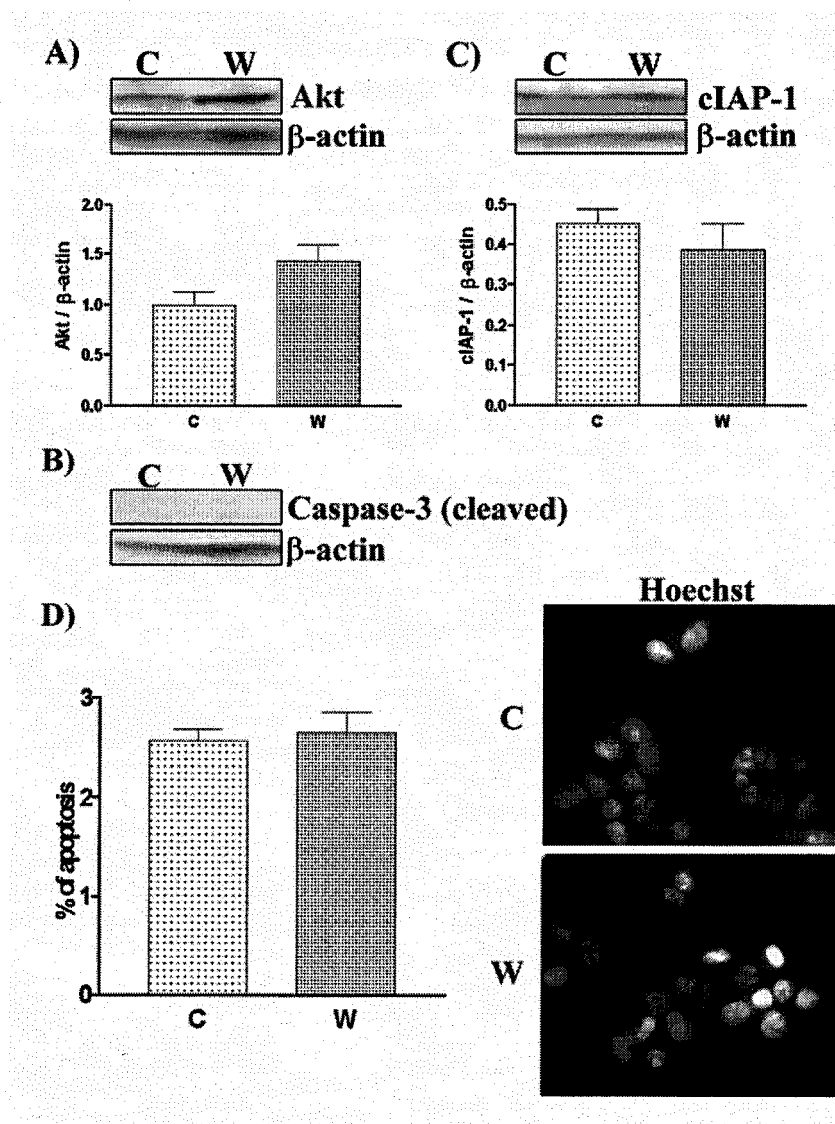 A)
C W
Akt
β-actin
2.0
1.5
1.0
0.5
0.0
Akt / β-actin
C W
C)
C W
cIAP-1
β-actin
0.5
0.4
0.3
0.2
0.1
0.0
cIAP-1 / β-actin
C W
B)
C W
Caspase-3 (cleaved)
β-actin
D)
3
2
1
0
% of apoptosis
C W
Hoechst
C
W